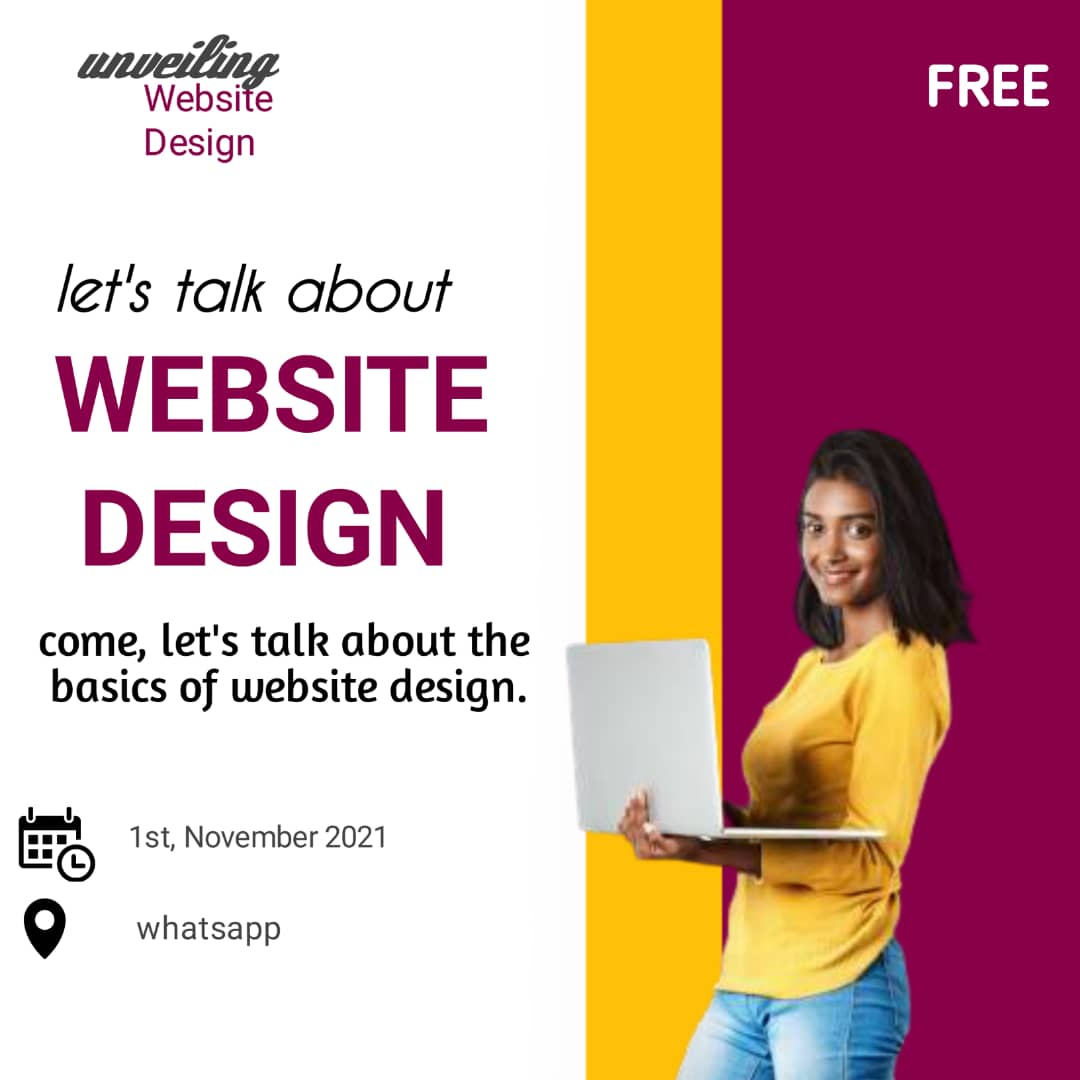 unveiling
Website
Design
FREE
let's talk about
WEBSITE
DESIGN
come, let's talk about the
basics of website design.
1st, November 2021
whatsapp